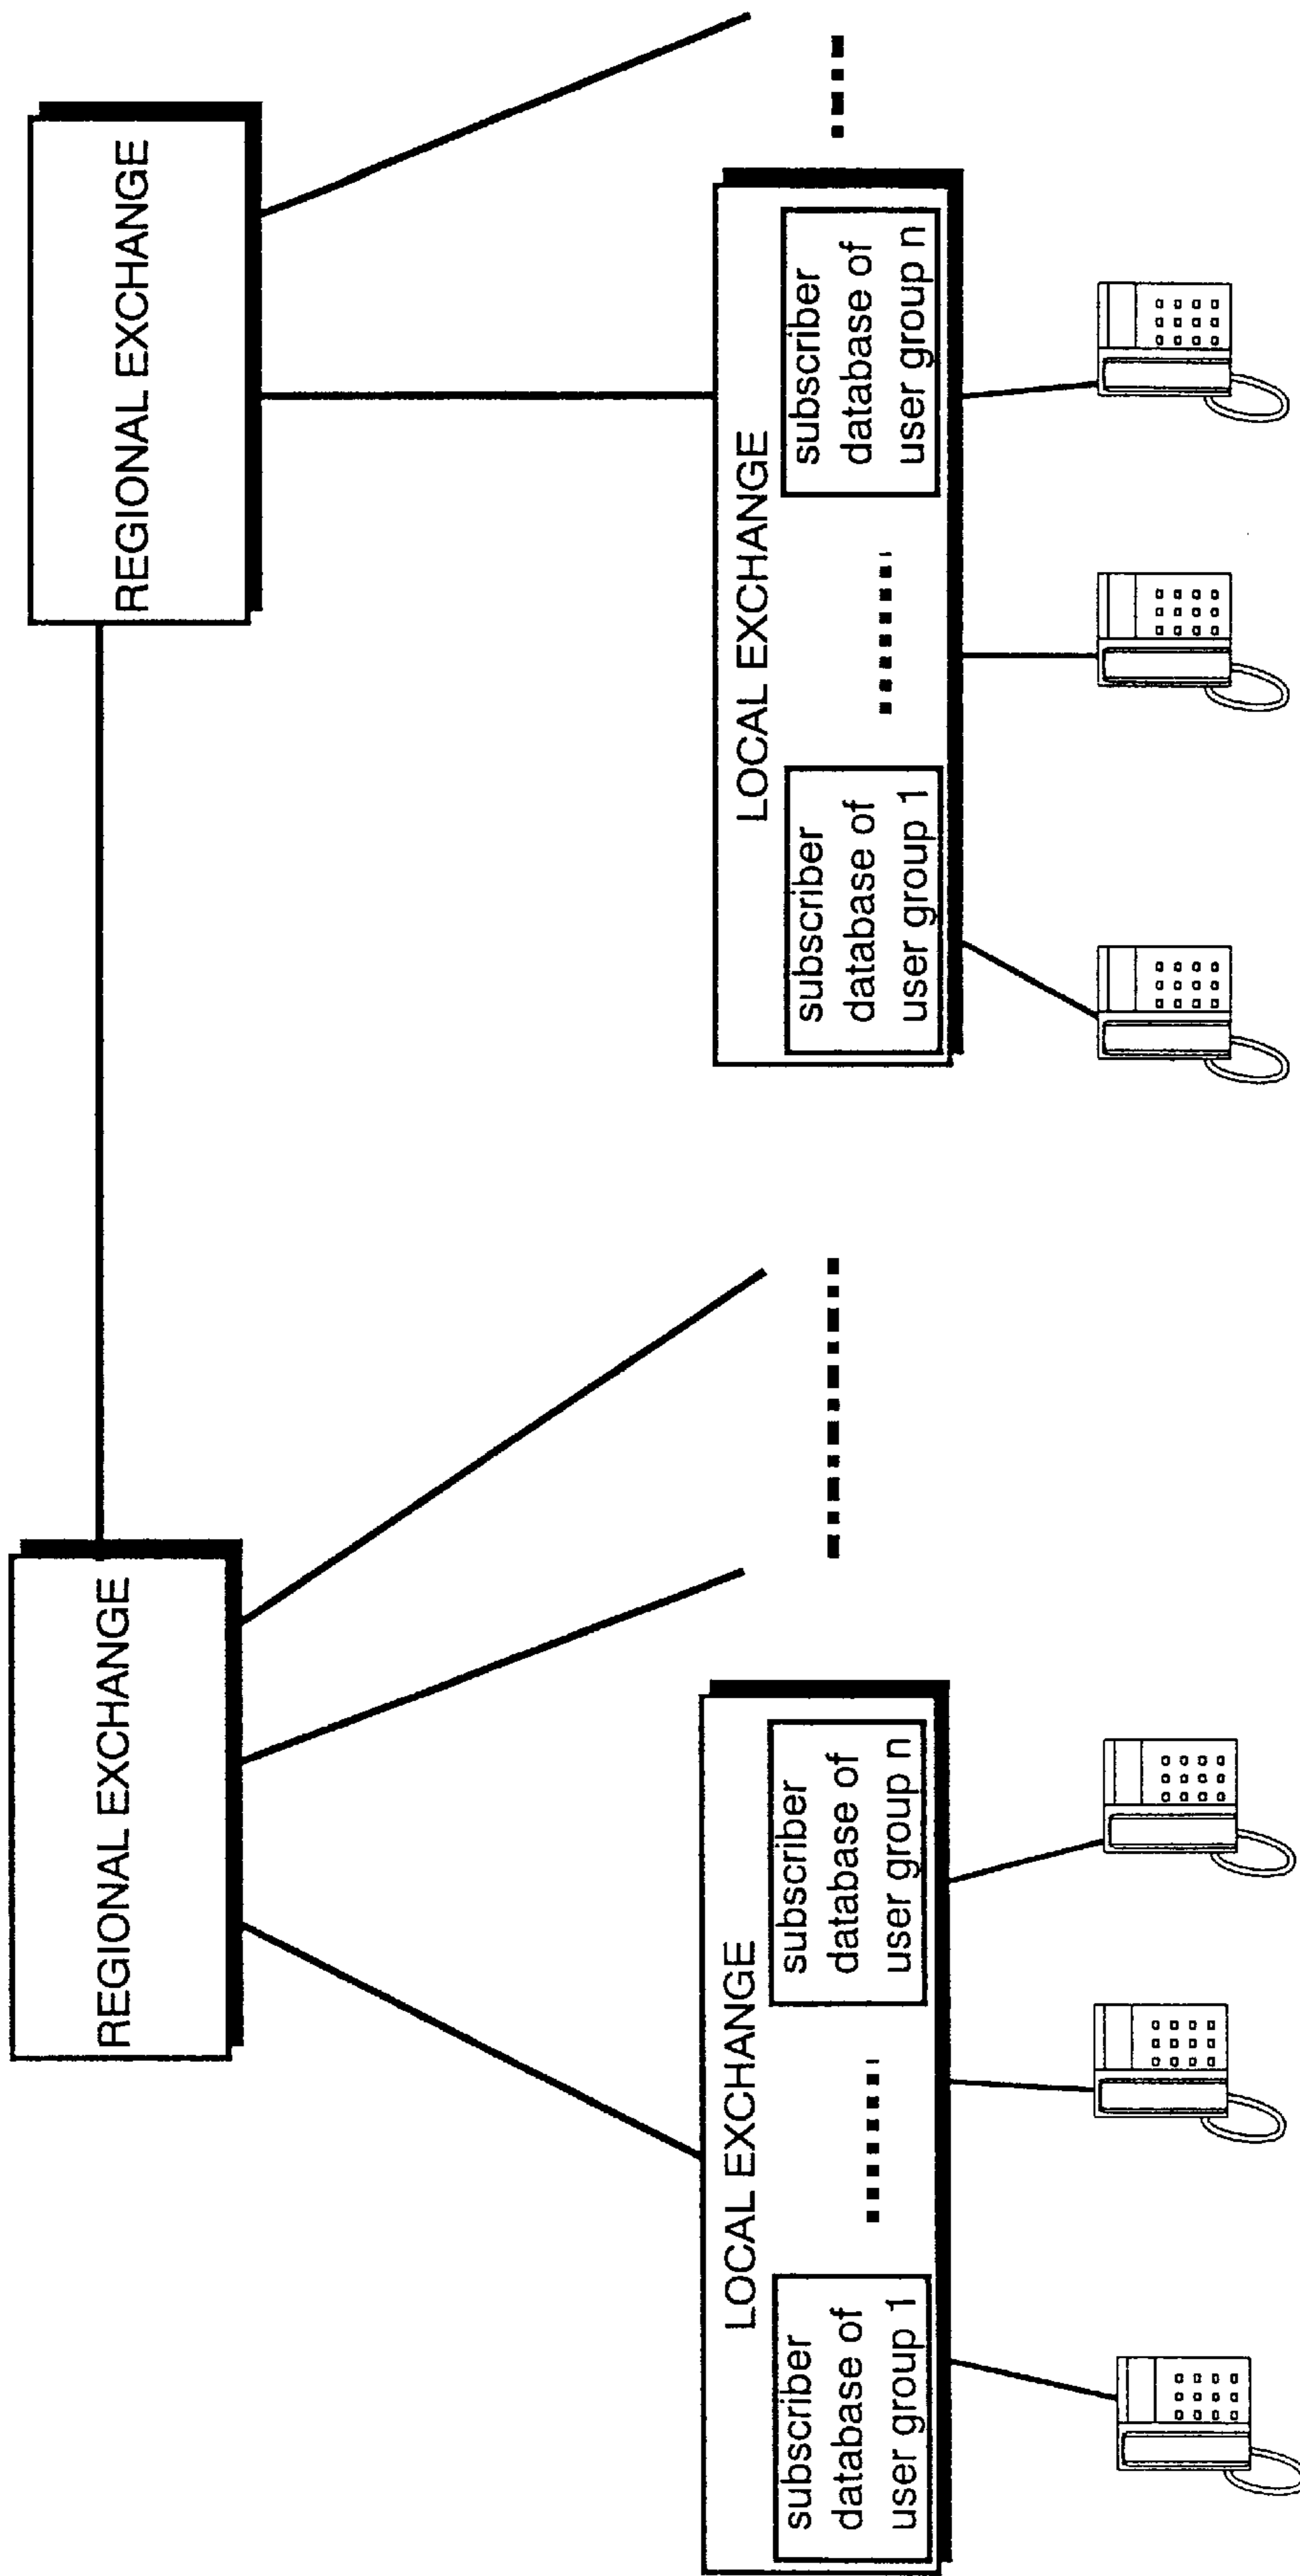 REGIONAL EXCHANGE
REGIONAL EXCHANGE
LOCAL EXCHANGE
subscriber
database of
user group 1
subscriber
database of
user group n
LOCAL EXCHANGE
subscriber
database of
user group 1
subscriber
database of
user group n